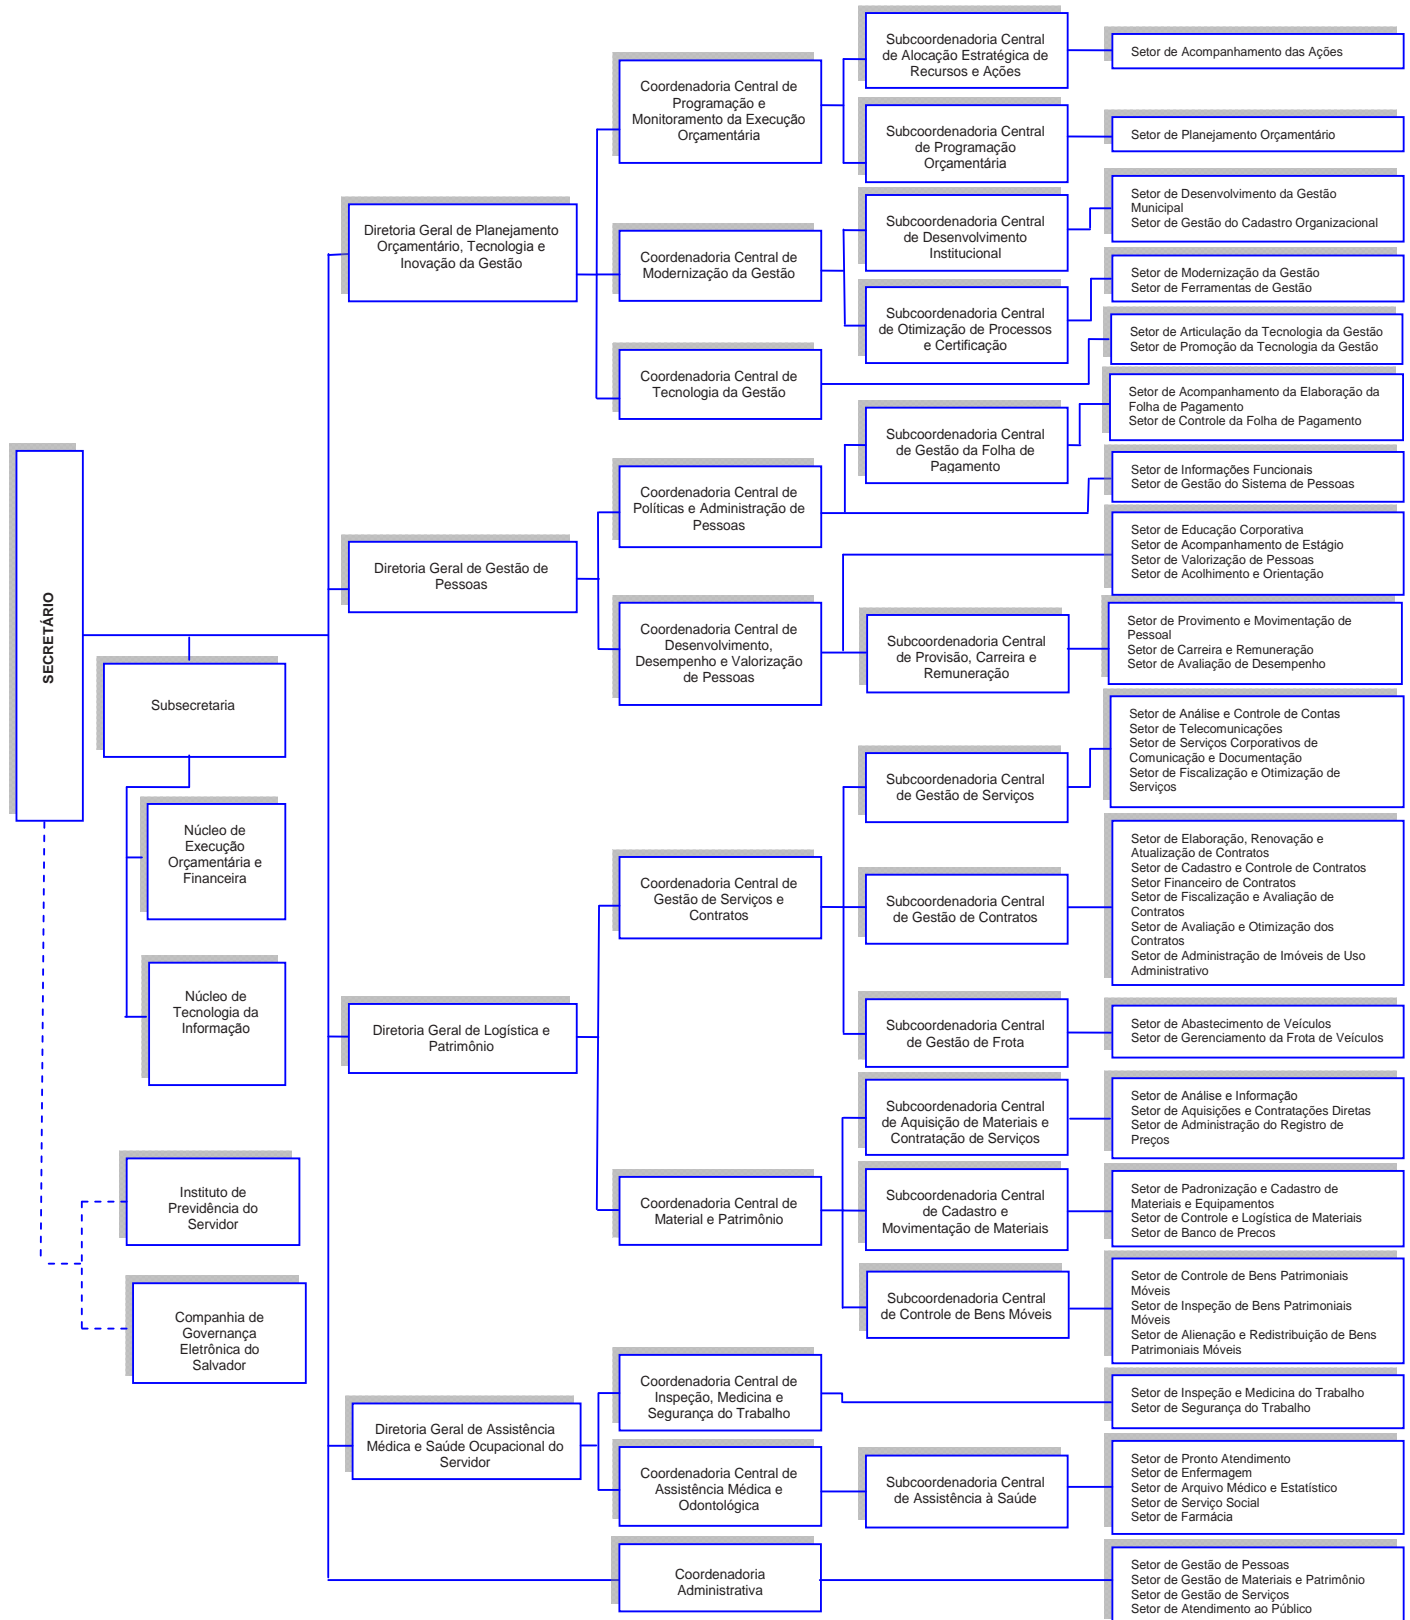 SECRETÁRIO
Subsecretaria
Núcleo de
Execução
Orçamentária e
Financeira
Núcleo de
Tecnologia da
Informação
Instituto de
Previdência do
Servidor
Companhia de
Governança
Eletrônica do
Salvador
Diretoria Geral de Planejamento
Orçamentário, Tecnologia e
Inovação da Gestão
Coordenadoria Central de
Programação e
Monitoramento da Execução
Orçamentária
Subcoordenadoria Central
de Alocação Estratégica de
Recursos e Ações
Setor de Acompanhamento das Ações
Subcoordenadoria Central
de Programação
Orçamentária
Setor de Planejamento Orçamentário
Coordenadoria Central de
Modernização da Gestão
Subcoordenadoria Central
de Desenvolvimento
Institucional
Setor de Desenvolvimento da Gestão
Municipal
Setor de Gestão do Cadastro Organizacional
Subcoordenadoria Central
de Otimização de Processos
e Certificação
Setor de Modernização da Gestão
Setor de Ferramentas de Gestão
Coordenadoria Central de
Tecnologia da Gestão
Setor de Articulação da Tecnologia da Gestão
Setor de Promoção da Tecnologia da Gestão
Diretoria Geral de Gestão de
Pessoas
Coordenadoria Central de
Políticas e Administração de
Pessoas
Subcoordenadoria Central
de Gestão da Folha de
Pagamento
Setor de Acompanhamento da Elaboração da
Folha de Pagamento
Setor de Controle da Folha de Pagamento
Setor de Informações Funcionais
Setor de Gestão do Sistema de Pessoas
Coordenadoria Central de
Desenvolvimento,
Desempenho e Valorização
de Pessoas
Setor de Educação Corporativa
Setor de Acompanhamento de Estágio
Setor de Valorização de Pessoas
Setor de Acolhimento e Orientação
Subcoordenadoria Central
de Provisão, Carreira e
Remuneração
Setor de Provimento e Movimentação de
Pessoal
Setor de Carreira e Remuneração
Setor de Avaliação de Desempenho
Diretoria Geral de Logística e
Patrimônio
Coordenadoria Central de
Gestão de Serviços e
Contratos
Subcoordenadoria Central
de Gestão de Serviços
Setor de Análise e Controle de Contas
Setor de Telecomunicações
Setor de Serviços Corporativos de
Comunicação e Documentação
Setor de Fiscalização e Otimização de
Serviços
Subcoordenadoria Central
de Gestão de Contratos
Setor de Elaboração, Renovação e
Atualização de Contratos
Setor de Cadastro e Controle de Contratos
Setor Financeiro de Contratos
Setor de Fiscalização e Avaliação de
Contratos
Setor de Avaliação e Otimização dos
Contratos
Setor de Administração de Imóveis de Uso
Administrativo
Subcoordenadoria Central
de Gestão de Frota
Setor de Abastecimento de Veículos
Setor de Gerenciamento da Frota de Veículos
Coordenadoria Central de
Material e Patrimônio
Subcoordenadoria Central
de Aquisição de Materiais e
Contratação de Serviços
Setor de Análise e Informação
Setor de Aquisições e Contratações Diretas
Setor de Administração do Registro de
Preços
Subcoordenadoria Central
de Cadastro e
Movimentação de Materiais
Setor de Padronização e Cadastro de
Materiais e Equipamentos
Setor de Controle e Logística de Materiais
Setor de Banco de Precos
Subcoordenadoria Central
de Controle de Bens Móveis
Setor de Controle de Bens Patrimoniais
Móveis
Setor de Inspeção de Bens Patrimoniais
Móveis
Setor de Alienação e Redistribuição de Bens
Patrimoniais Móveis
Diretoria Geral de Assistência
Médica e Saúde Ocupacional do
Servidor
Coordenadoria Central de
Inspeção, Medicina e
Segurança do Trabalho
Setor de Inspeção e Medicina do Trabalho
Setor de Segurança do Trabalho
Coordenadoria Central de
Assistência Médica e
Odontológica
Subcoordenadoria Central
de Assistência à Saúde
Setor de Pronto Atendimento
Setor de Enfermagem
Setor de Arquivo Médico e Estatístico
Setor de Serviço Social
Setor de Farmácia
Coordenadoria
Administrativa
Setor de Gestão de Pessoas
Setor de Gestão de Materiais e Patrimônio
Setor de Gestão de Serviços
Setor de Atendimento ao Público